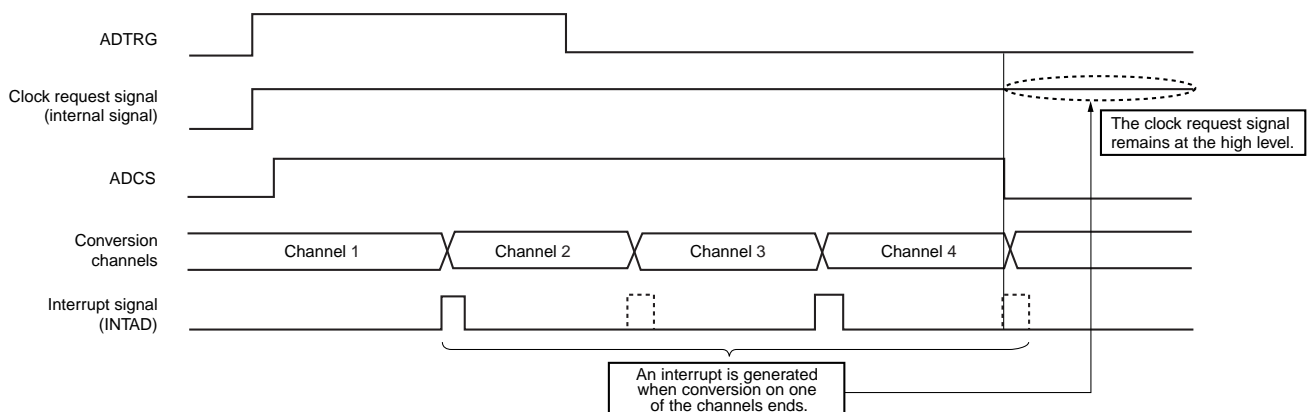 ADTRG
Clock request signal
(internal signal)
The clock request signal
remains at the high level.
ADCS
Conversion
channels
Channel 1
Channel 2
Channel 3
Channel 4
Interrupt signal
(INTAD)
An interrupt is generated
when conversion on one
of the channels ends.